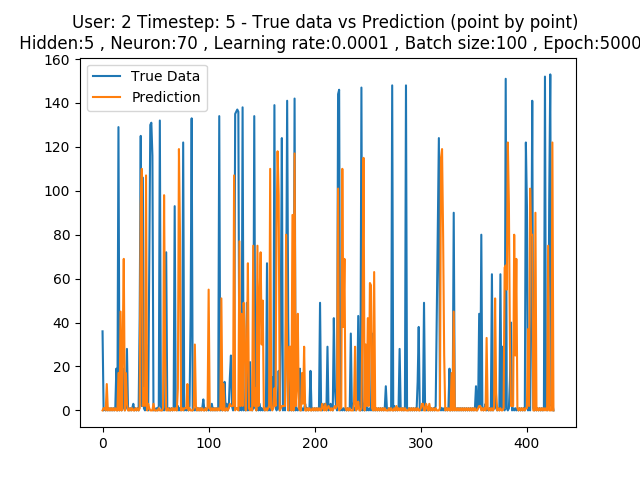 User: 2 Timestep: 5 - True data vs Prediction (point by point)
Hidden:5 , Neuron:70 , Learning rate:0.0001 , Batch size:100 , Epoch:5000
True Data
Prediction
160
140
120
100
80
60
40
20
0
0 100 200 300 400